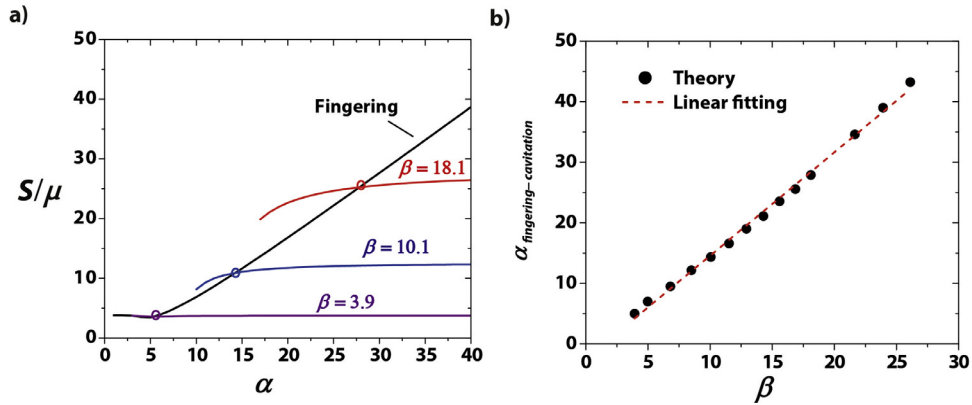 a)
50
40
30
20
10
0
S/μ
Fingering
β = 18.1
β = 10.1
β = 3.9
0 5 10 15 20 25 30 35 40
α
b)
50
40
30
20
10
0
α fingering–cavitation
Theory
Linear fitting
0 5 10 15 20 25 30
β